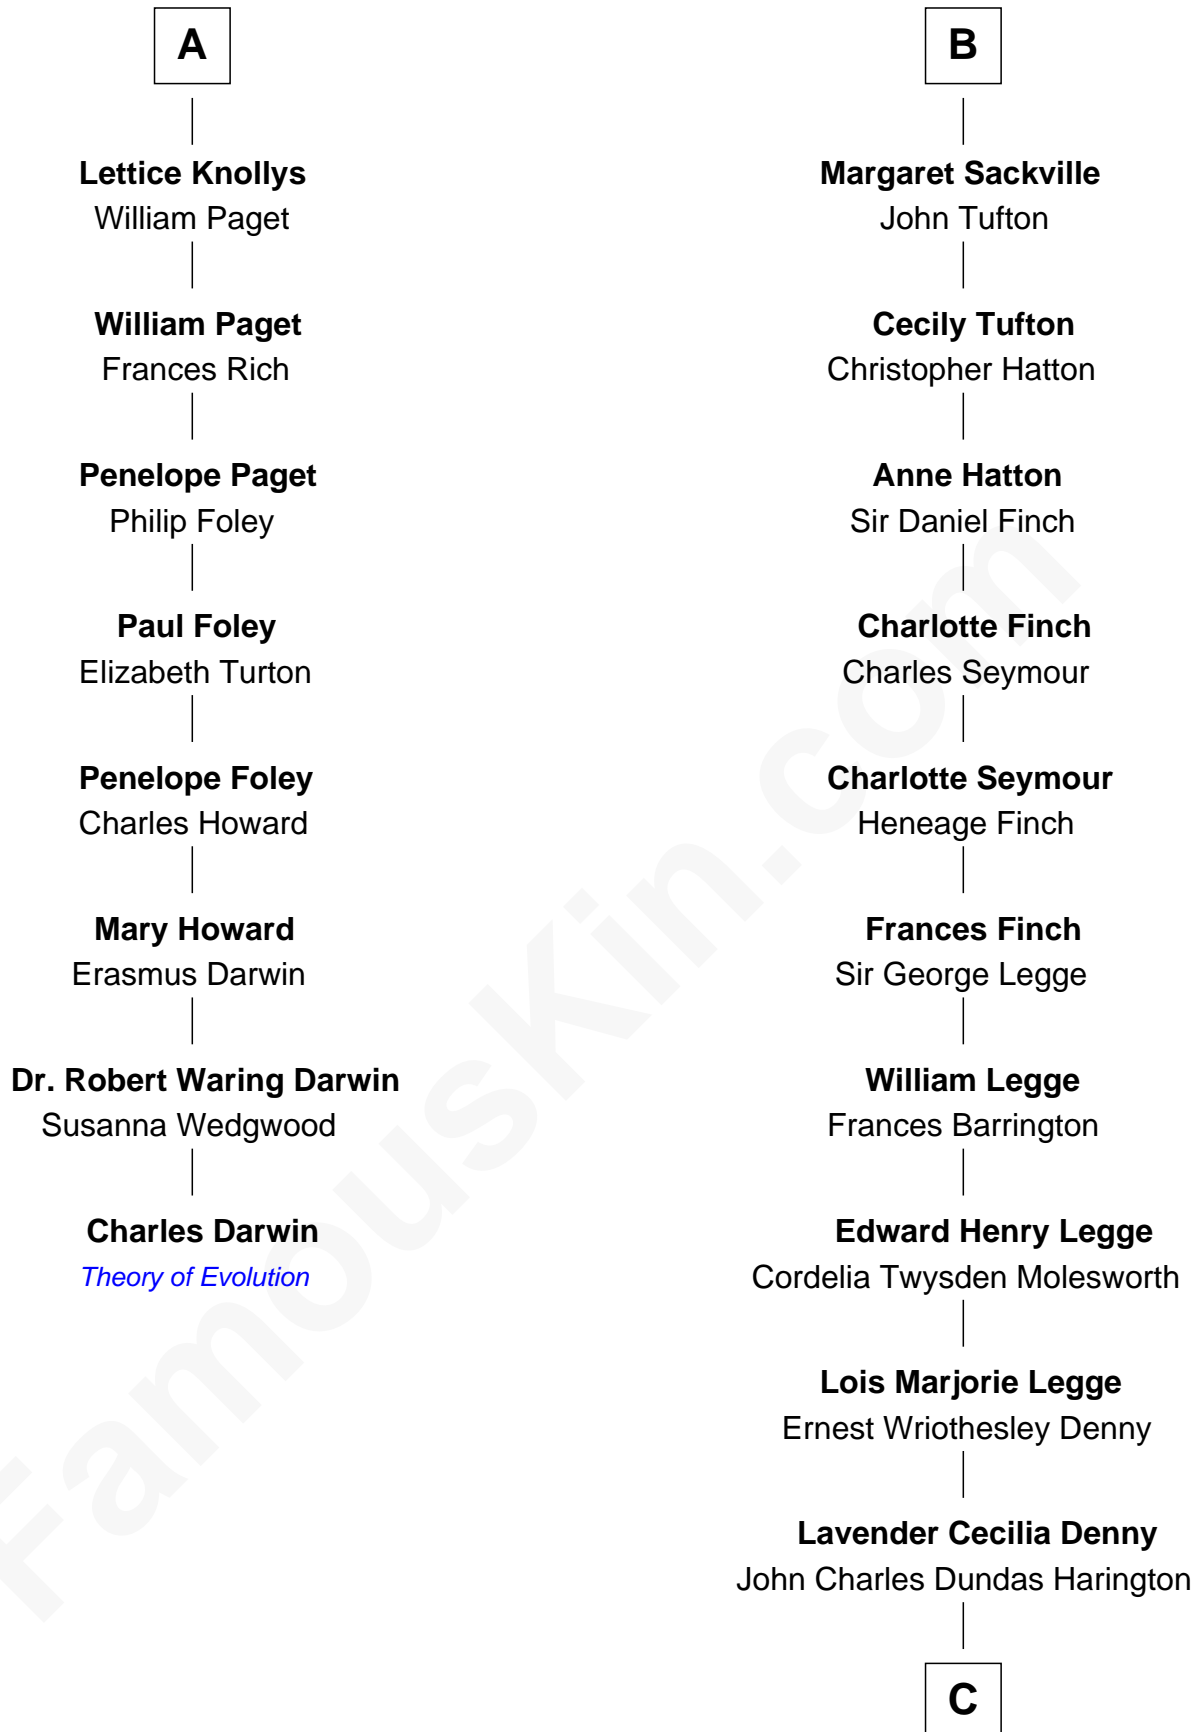 A
Lettice Knollys
William Paget
William Paget
Frances Rich
Penelope Paget
Philip Foley
Paul Foley
Elizabeth Turton
Penelope Foley
Charles Howard
Mary Howard
Erasmus Darwin
Dr. Robert Waring Darwin
Susanna Wedgwood
Charles Darwin
Theory of Evolution
B
Margaret Sackville
John Tufton
Cecily Tufton
Christopher Hatton
Anne Hatton
Sir Daniel Finch
Charlotte Finch
Charles Seymour
Charlotte Seymour
Heneage Finch
Frances Finch
Sir George Legge
William Legge
Frances Barrington
Edward Henry Legge
Cordelia Twysden Molesworth
Lois Marjorie Legge
Ernest Wriothesley Denny
Lavender Cecilia Denny
John Charles Dundas Harington
C
FamousKin.com